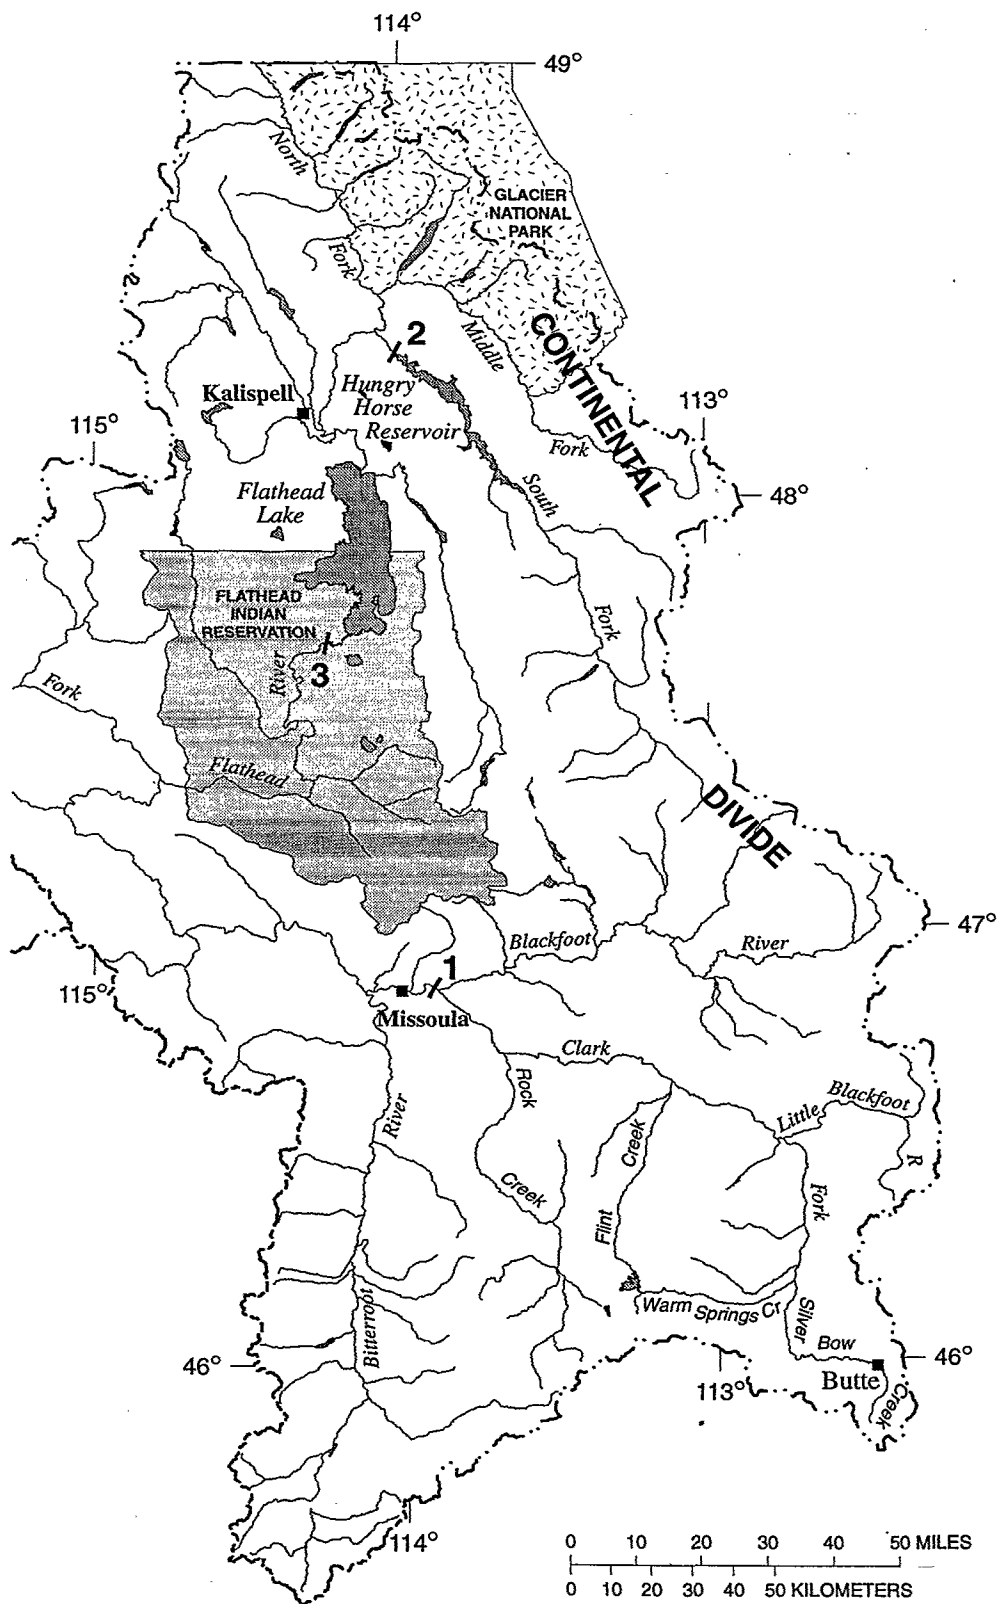 114°
49°
North
GLACIER
NATIONAL
PARK
Fork
2
Middle
CONTINENTAL
Kalispell
Hungry
Horse
Reservoir
113°
115°
Fork
48°
South
Flathead
Lake
FLATHEAD
INDIAN
RESERVATION
Fork
River
3
Fork
Flathead
DIVIDE
47°
Blackfoot
River
1
115°
Missoula
Clark
Rock
Blackfoot
Little
River
Creek
R
Creek
Fork
Flint
Warm Springs Cr
Silver
Bitterroot
Bow
46°
46°
113°
Butte
Creek
114°
0 10 20 30 40 50 MILES
0 10 20 30 40 50 KILOMETERS